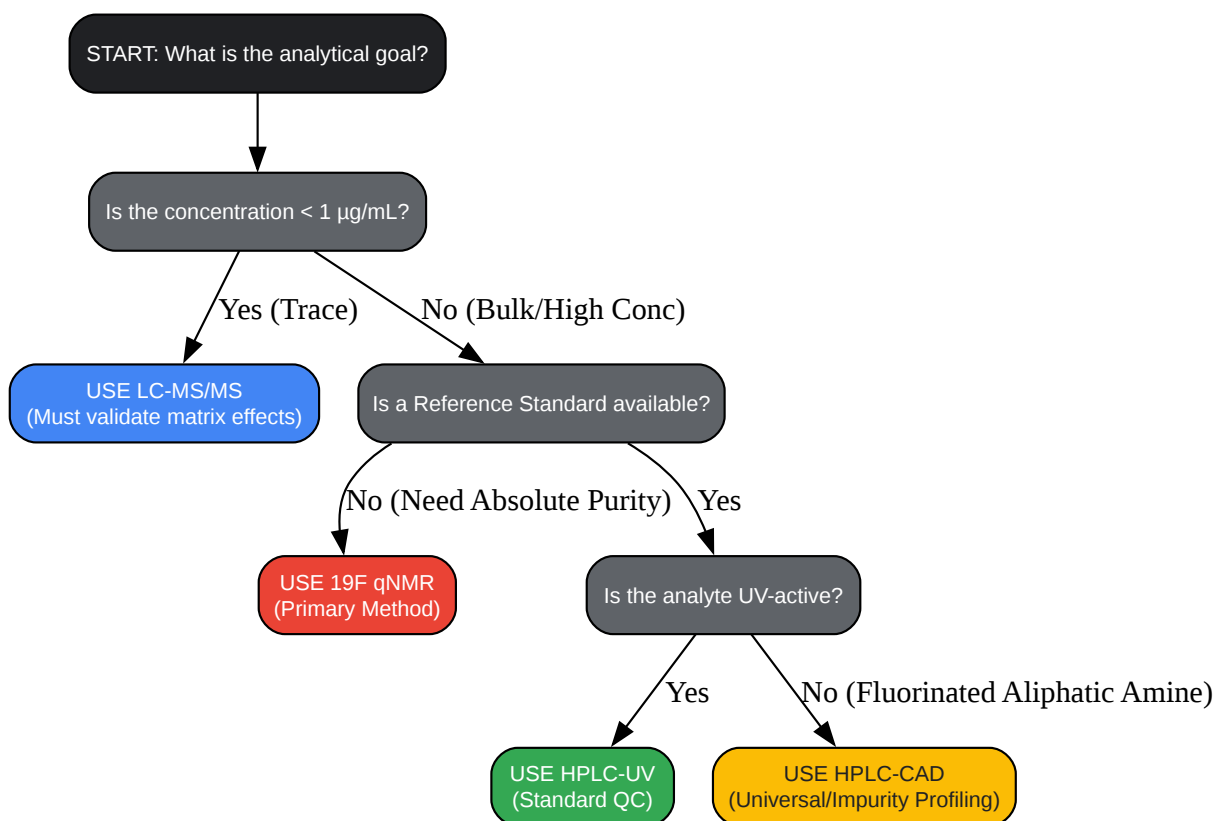 START: What is the analytical goal?
Is the concentration < 1 µg/mL?
Yes (Trace)
No (Bulk/High Conc)
USE LC-MS/MS
(Must validate matrix effects)
Is a Reference Standard available?
No (Need Absolute Purity)
Yes
USE 19F qNMR
(Primary Method)
Is the analyte UV-active?
Yes
No (Fluorinated Aliphatic Amine)
USE HPLC-UV
(Standard QC)
USE HPLC-CAD
(Universal/Impurity Profiling)